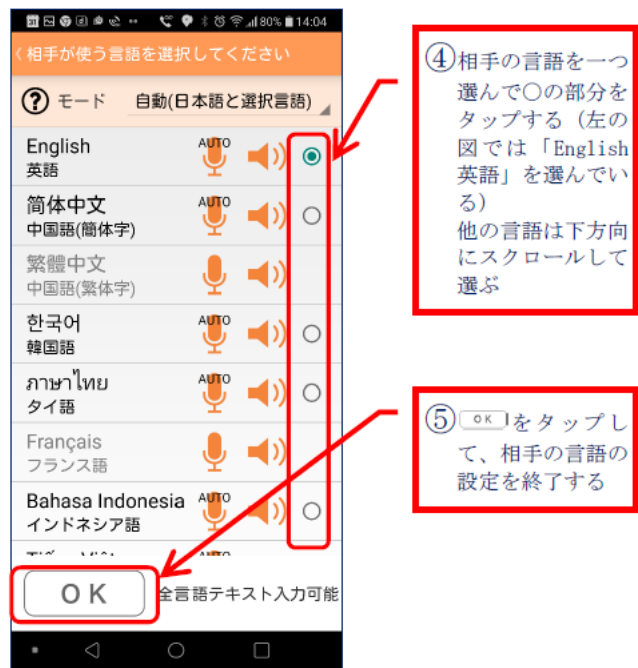 80% 14:04
〈相手が使う言語を選択してください
? モード 自動(日本語と選択言語)
English AUTO
英語
简体中文 AUTO
中国語(簡体字)
繁體中文
中国語(繁体字)
한국어 AUTO
韓国語
ภาษาไทย AUTO
タイ語
Français
フランス語
Bahasa Indonesia AUTO
インドネシア語
OK 全言語テキスト入力可能
④相手の言語を一つ
選んで○の部分を
タップする(左の
図では「English
英語」を選んでい
る)
他の言語は下方向
にスクロールして
選ぶ
⑤OKをタップし
て、相手の言語の
設定を終了する